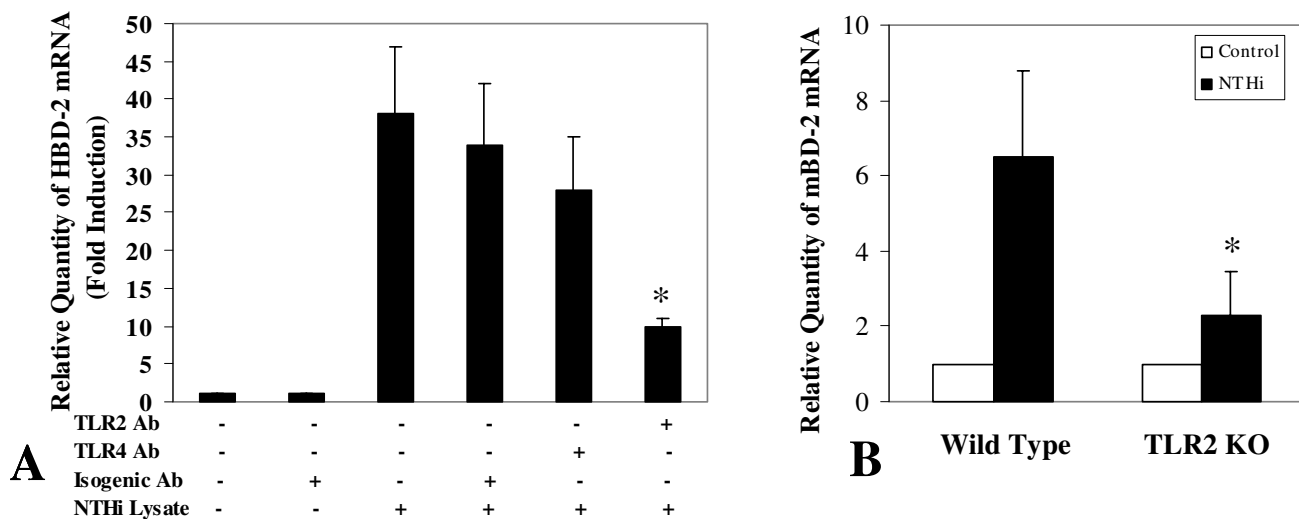 Relative Quantity of HBD-2 mRNA
(Fold Induction)
50
45
40
35
30
25
20
15
10
5
0
TLR2 Ab - - - - - +
TLR4 Ab - - - - + -
Isogenic Ab - + - + - -
NTHi Lysate - - + + + +
*
A
Relative Quantity of mBD-2 mRNA
10
8
6
4
2
0
Control
NTHi
*
Wild Type TLR2 KO
B